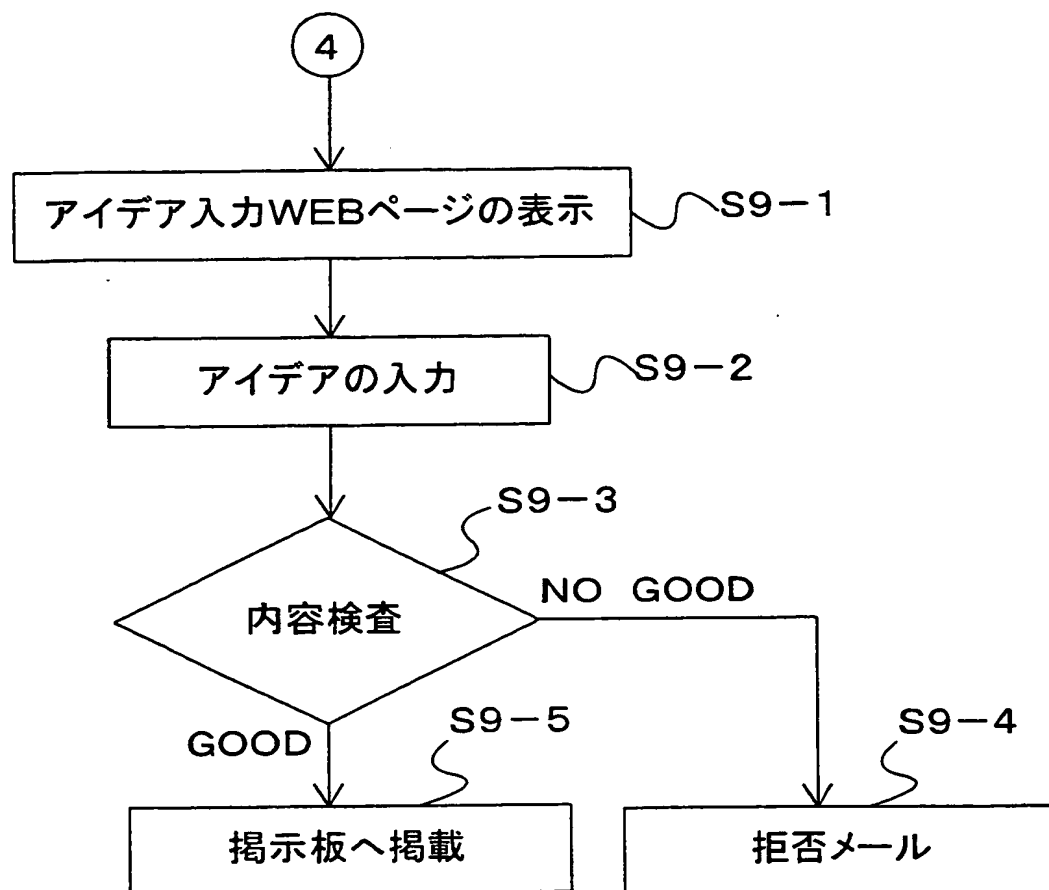 4
アイデア入力WEBページの表示
S9-1
アイデアの入力
S9-2
S9-3
内容検査
NO GOOD
GOOD
S9-5
S9-4
掲示板へ掲載
拒否メール